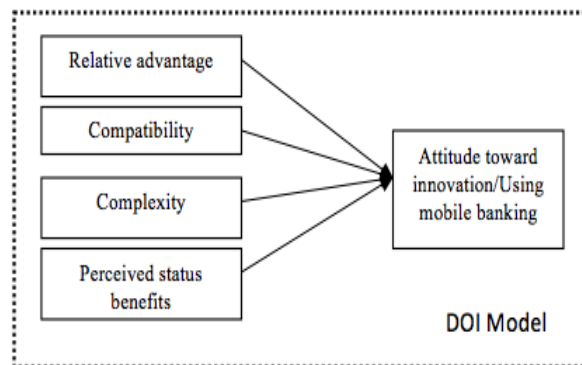 Relative advantage
Compatibility
Complexity
Perceived status
benefits
Attitude toward
innovation/Using
mobile banking
DOI Model